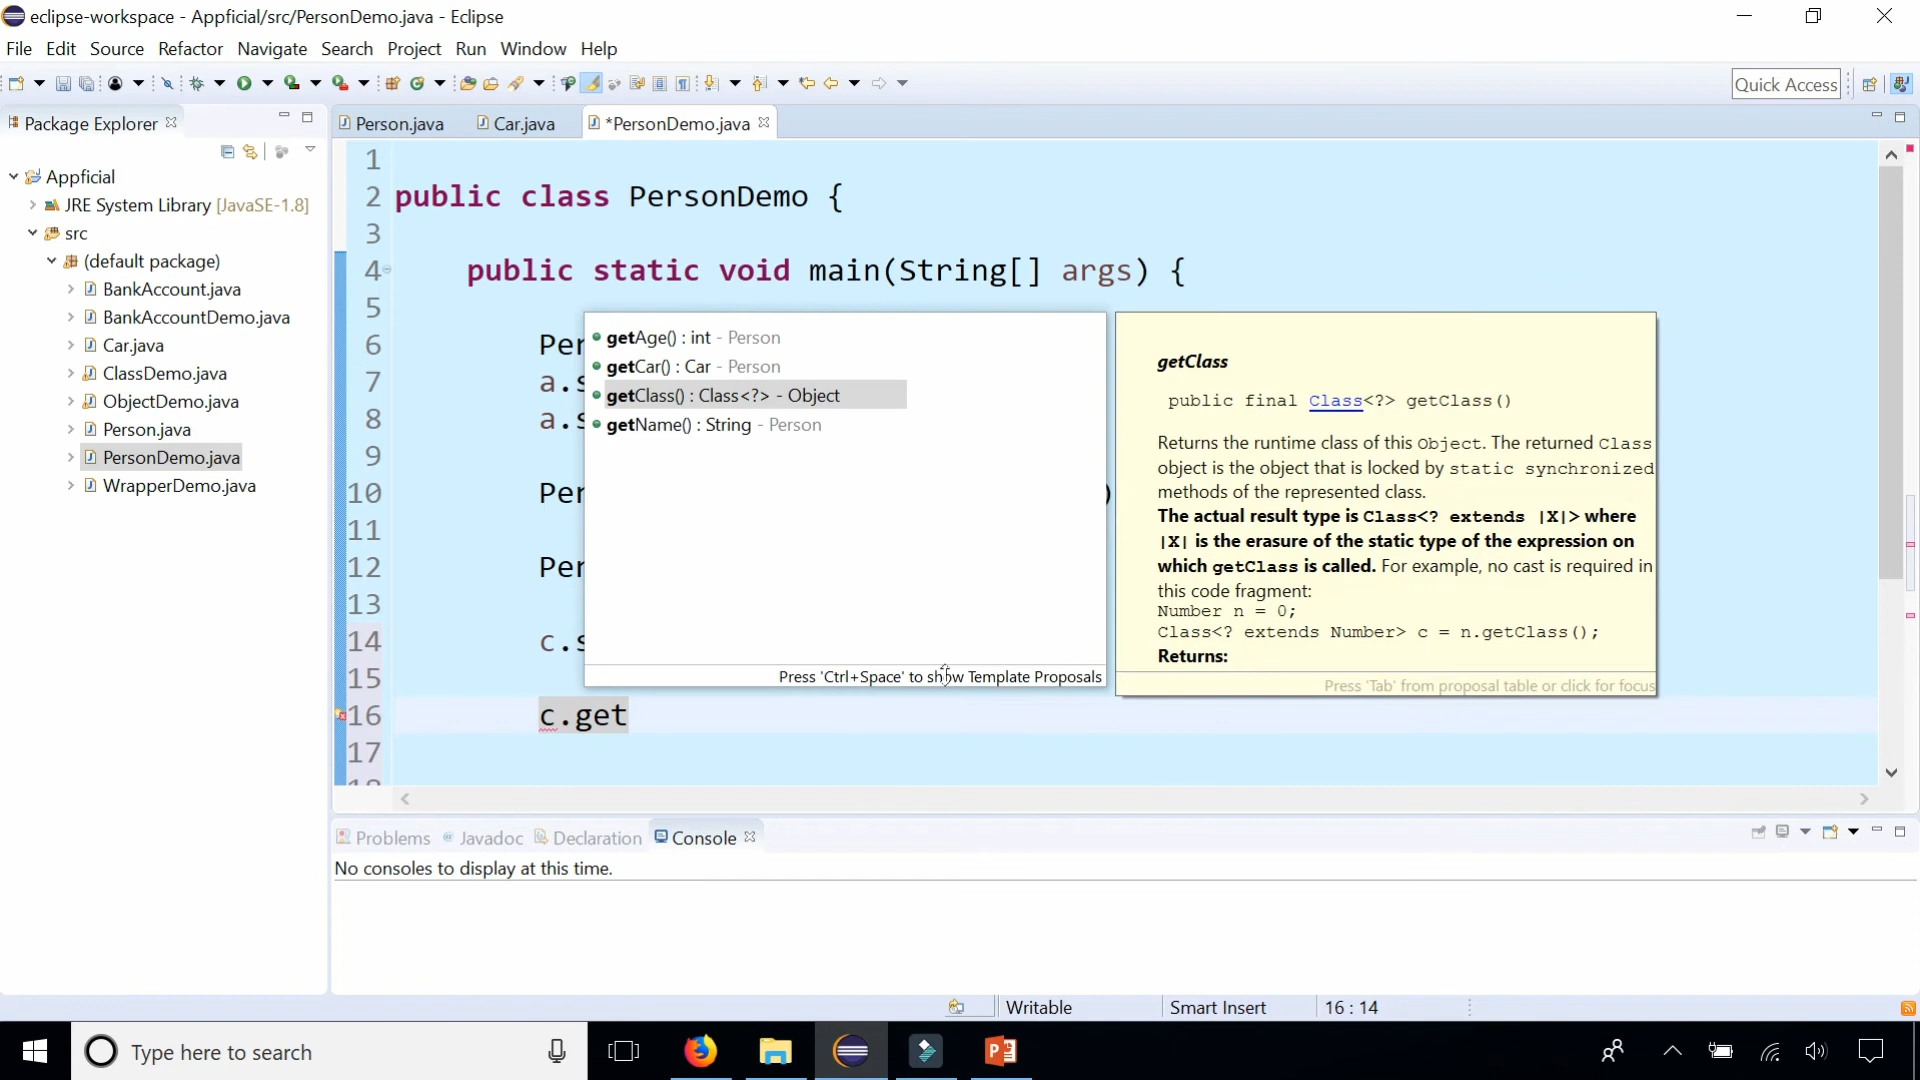 eclipse-workspace - Appficial/src/PersonDemo.java - Eclipse
File Edit Source Refactor Navigate Search Project Run Window Help
Quick Access
Package Explorer
Person.java Car.java *PersonDemo.java
Appficial
JRE System Library [JavaSE-1.8]
src
(default package)
BankAccount.java
BankAccountDemo.java
Car.java
ClassDemo.java
ObjectDemo.java
Person.java
PersonDemo.java
WrapperDemo.java
1
2 public class PersonDemo {
3
4 public static void main(String[] args) {
5
6 Per
7 a.s
8 a.s
9
10 Per )
11
12 Per
13
14 c.s
15
16 c.get
17
getAge() : int - Person
getCar() : Car - Person
getClass() : Class<?> - Object
getName() : String - Person
Press 'Ctrl+Space' to show Template Proposals
getClass
public final Class<?> getClass()
Returns the runtime class of this Object. The returned Class
object is the object that is locked by static synchronized
methods of the represented class.
The actual result type is Class<? extends |X|> where
|X| is the erasure of the static type of the expression on
which getClass is called. For example, no cast is required in
this code fragment:
Number n = 0;
Class<? extends Number> c = n.getClass();
Returns:
Press 'Tab' from proposal table or click for focus
Problems Javadoc Declaration Console
No consoles to display at this time.
Writable Smart Insert 16 : 14
Type here to search